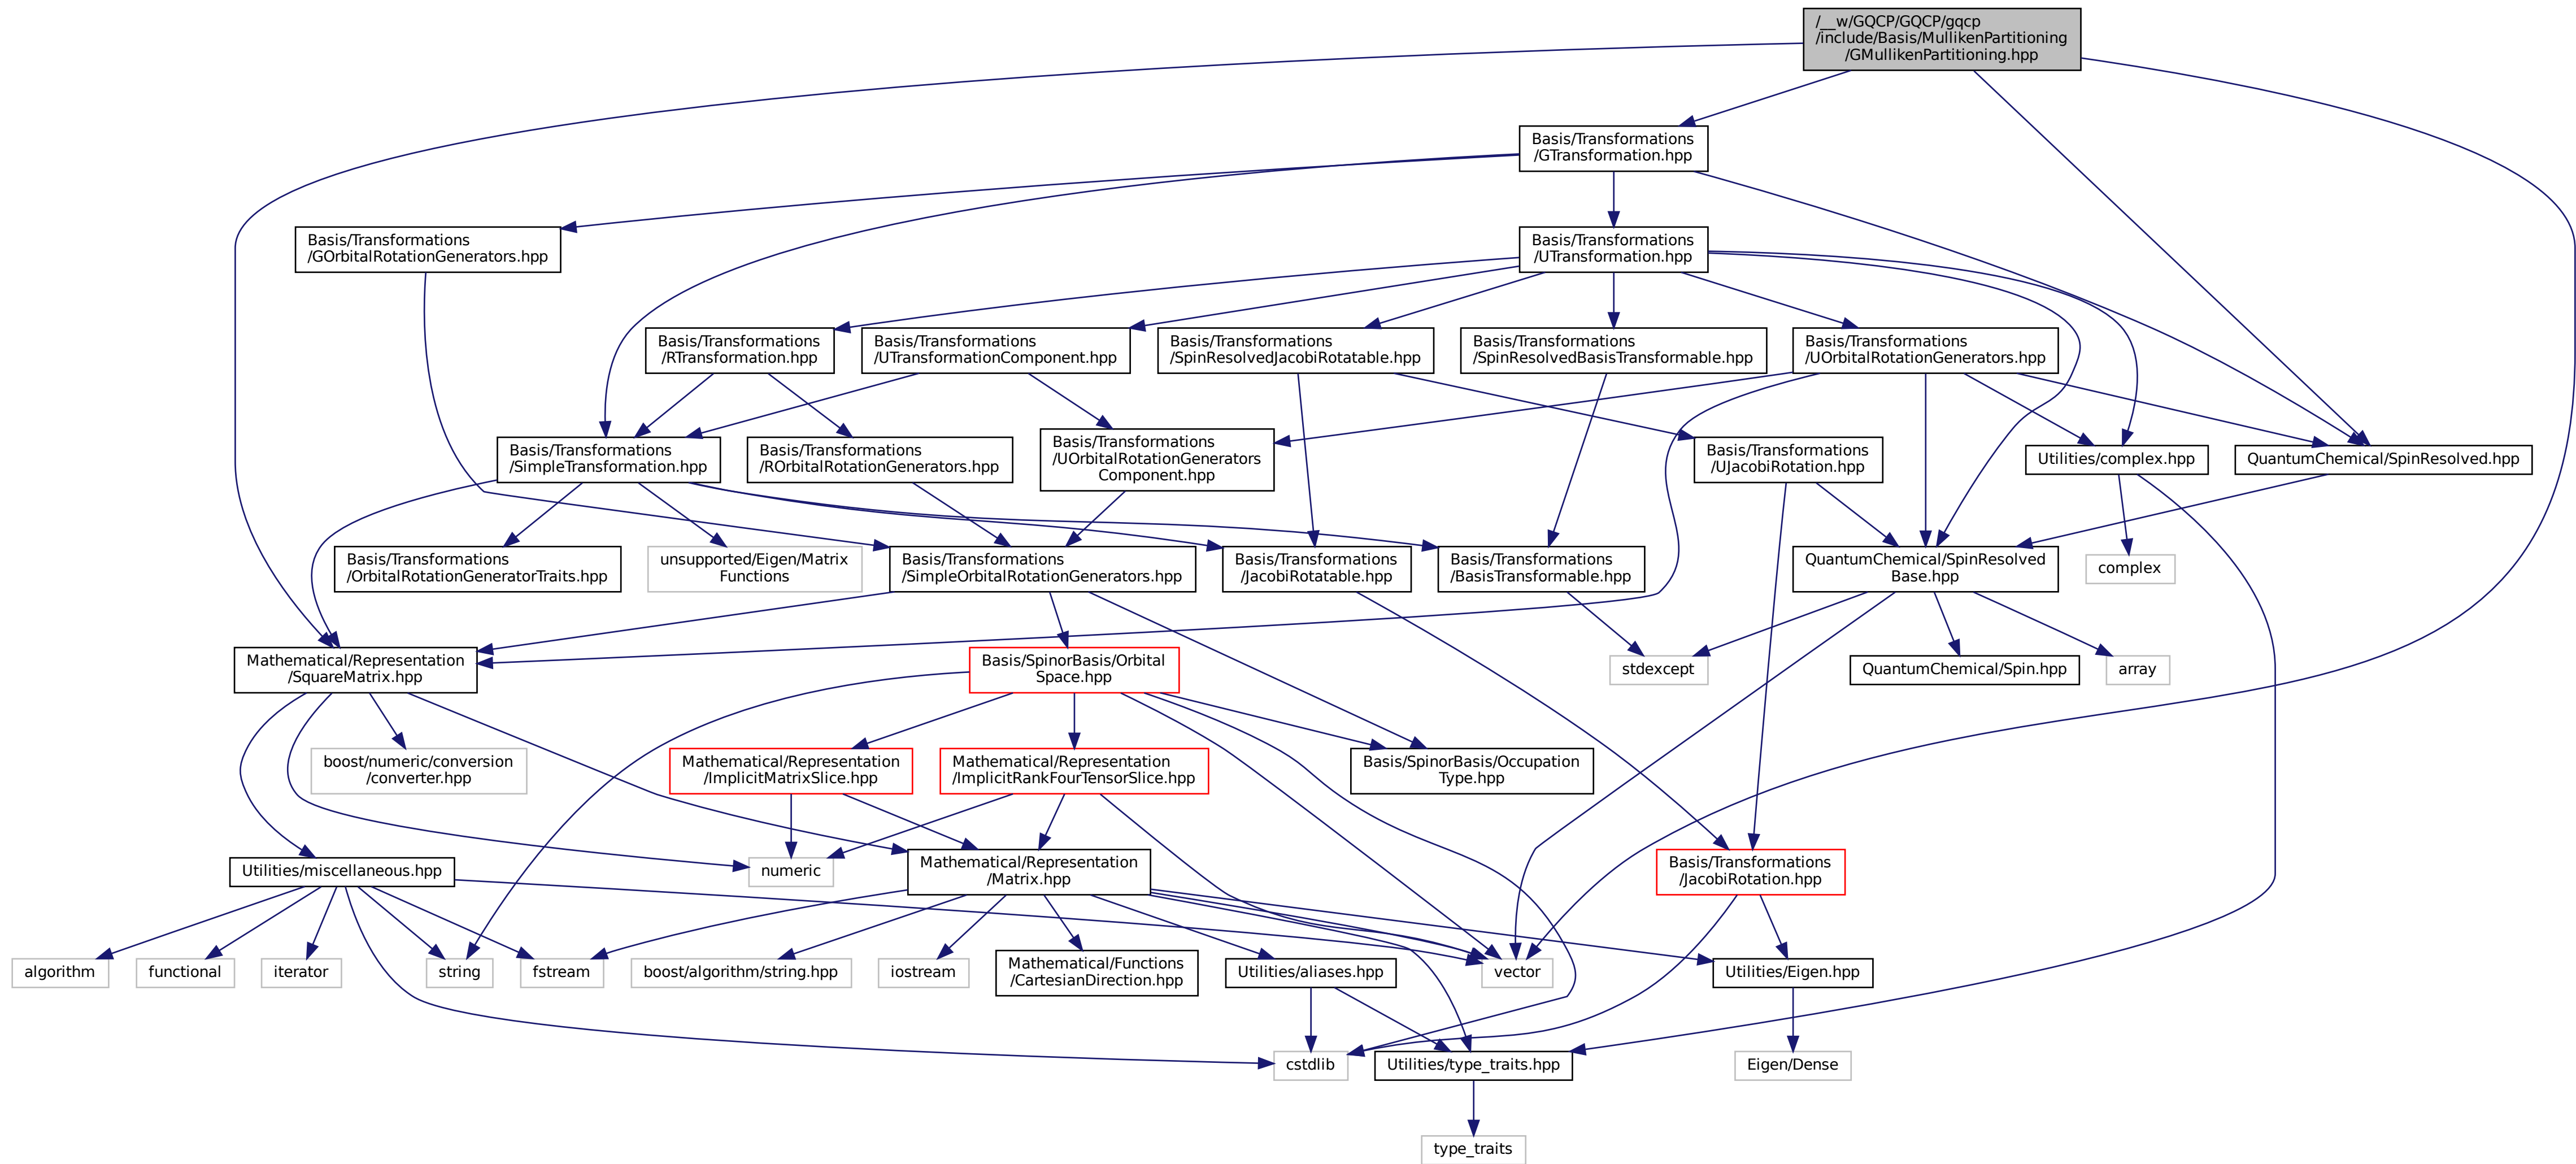 /__w/GQCP/GQCP/gqcp
/include/Basis/MullikenPartitioning
/GMullikenPartitioning.hpp
Basis/Transformations
/GTransformation.hpp
Basis/Transformations
/GOrbitalRotationGenerators.hpp
Basis/Transformations
/UTransformation.hpp
Basis/Transformations
/RTransformation.hpp
Basis/Transformations
/UTransformationComponent.hpp
Basis/Transformations
/SpinResolvedJacobiRotatable.hpp
Basis/Transformations
/SpinResolvedBasisTransformable.hpp
Basis/Transformations
/UOrbitalRotationGenerators.hpp
Basis/Transformations
/SimpleTransformation.hpp
Basis/Transformations
/ROrbitalRotationGenerators.hpp
Basis/Transformations
/UOrbitalRotationGenerators
Component.hpp
Basis/Transformations
/UJacobiRotation.hpp
Utilities/complex.hpp
QuantumChemical/SpinResolved.hpp
Basis/Transformations
/OrbitalRotationGeneratorTraits.hpp
unsupported/Eigen/Matrix
Functions
Basis/Transformations
/SimpleOrbitalRotationGenerators.hpp
Basis/Transformations
/JacobiRotatable.hpp
Basis/Transformations
/BasisTransformable.hpp
QuantumChemical/SpinResolved
Base.hpp
complex
Mathematical/Representation
/SquareMatrix.hpp
Basis/SpinorBasis/Orbital
Space.hpp
stdexcept
QuantumChemical/Spin.hpp
array
boost/numeric/conversion
/converter.hpp
Mathematical/Representation
/ImplicitMatrixSlice.hpp
Mathematical/Representation
/ImplicitRankFourTensorSlice.hpp
Basis/SpinorBasis/Occupation
Type.hpp
Utilities/miscellaneous.hpp
numeric
Mathematical/Representation
/Matrix.hpp
Basis/Transformations
/JacobiRotation.hpp
algorithm
functional
iterator
string
fstream
boost/algorithm/string.hpp
iostream
Mathematical/Functions
/CartesianDirection.hpp
Utilities/aliases.hpp
vector
Utilities/Eigen.hpp
cstdlib
Utilities/type_traits.hpp
Eigen/Dense
type_traits